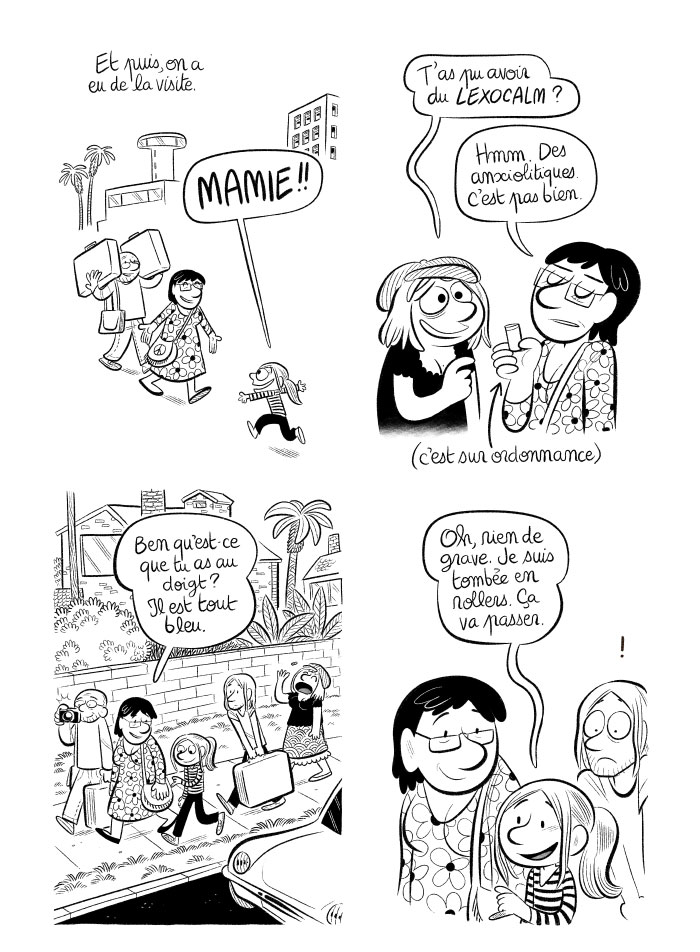 Et puis, on a
eu de la visite.
MAMIE!!
T'as pu avoir
du LEXOCALM ?
Hmm. Des
anxiolitiques.
C'est pas bien.
(c'est sur ordonnance)
Ben qu'est-ce
que tu as au
doigt ?
Il est tout
bleu.
Oh, rien de
grave. Je suis
tombée en
rollers. Ça
va passer.
!